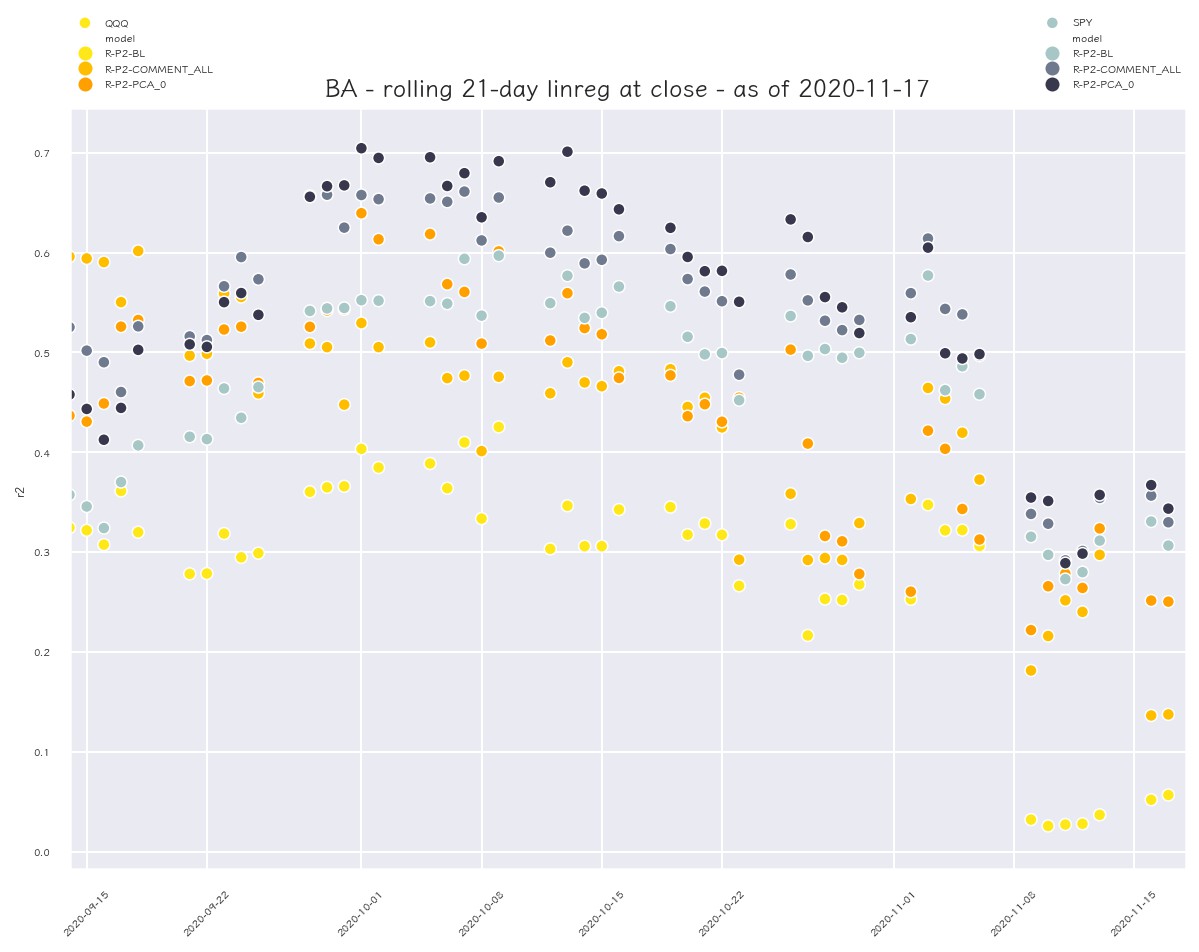 QQQ
model
R-P2-BL
R-P2-COMMENT_ALL
R-P2-PCA_0
SPY
model
R-P2-BL
R-P2-COMMENT_ALL
R-P2-PCA_0
BA - rolling 21-day linreg at close - as of 2020-11-17
r2
0.7
0.6
0.5
0.4
0.3
0.2
0.1
0.0
2020-09-15
2020-09-22
2020-10-01
2020-10-08
2020-10-15
2020-10-22
2020-11-01
2020-11-08
2020-11-15